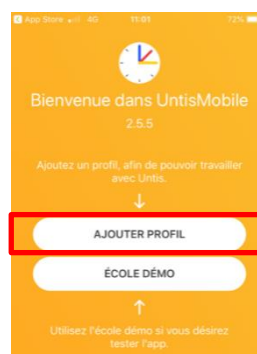 App Store 4G 11:01 72%
Bienvenue dans UntisMobile
2.5.5
Ajoutez un profil, afin de pouvoir travailler
avec Untis.
↓
AJOUTER PROFIL
ÉCOLE DÉMO
↑
Utilisez l'école démo si vous désirez
tester l'app.